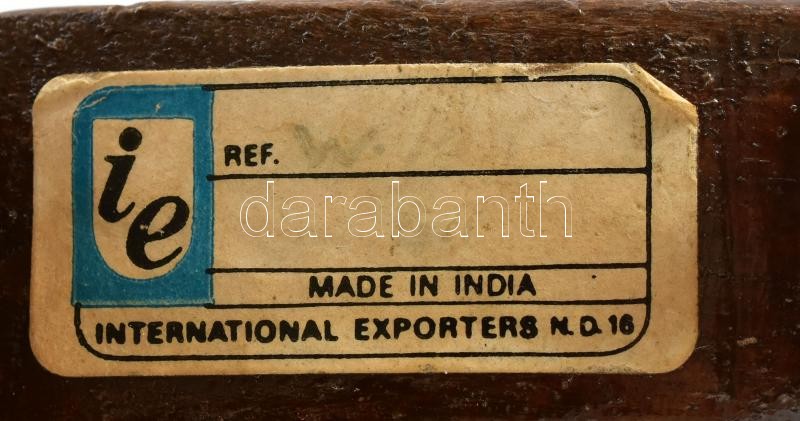 ie
REF. W.
darabanth
MADE IN INDIA
INTERNATIONAL EXPORTERS N.D.16